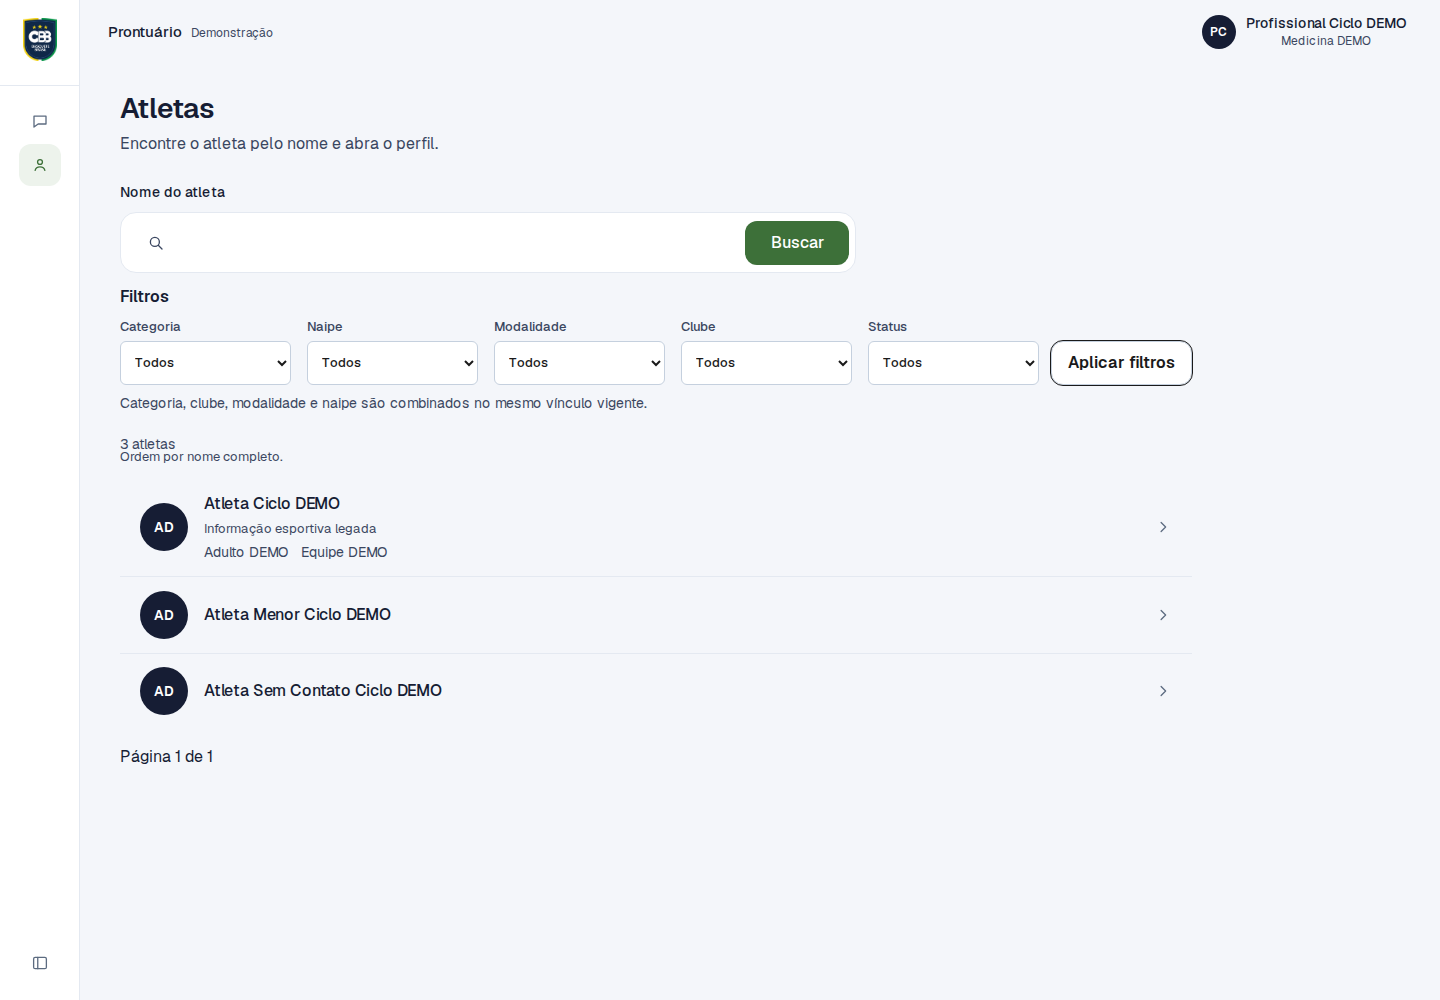 CBB
Prontuário Demonstração
PC
Profissional Ciclo DEMO
Medicina DEMO
Atletas
Encontre o atleta pelo nome e abra o perfil.
Nome do atleta
Buscar
Filtros
Categoria Naipe Modalidade Clube Status
Todos Todos Todos Todos Todos Aplicar filtros
Categoria, clube, modalidade e naipe são combinados no mesmo vínculo vigente.
3 atletas
Ordem por nome completo.
AD
Atleta Ciclo DEMO
Informação esportiva legada
Adulto DEMO Equipe DEMO
AD Atleta Menor Ciclo DEMO
AD Atleta Sem Contato Ciclo DEMO
Página 1 de 1